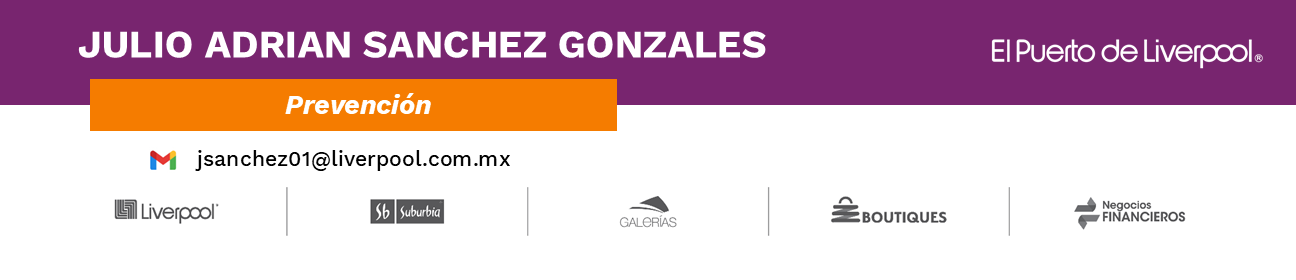 JULIO ADRIAN SANCHEZ GONZALES
El Puerto de Liverpool®
Prevención
jsanchez01@liverpool.com.mx
Liverpool
Sb Suburbia
GALERÍAS
BOUTIQUES
Negocios
FINANCIEROS